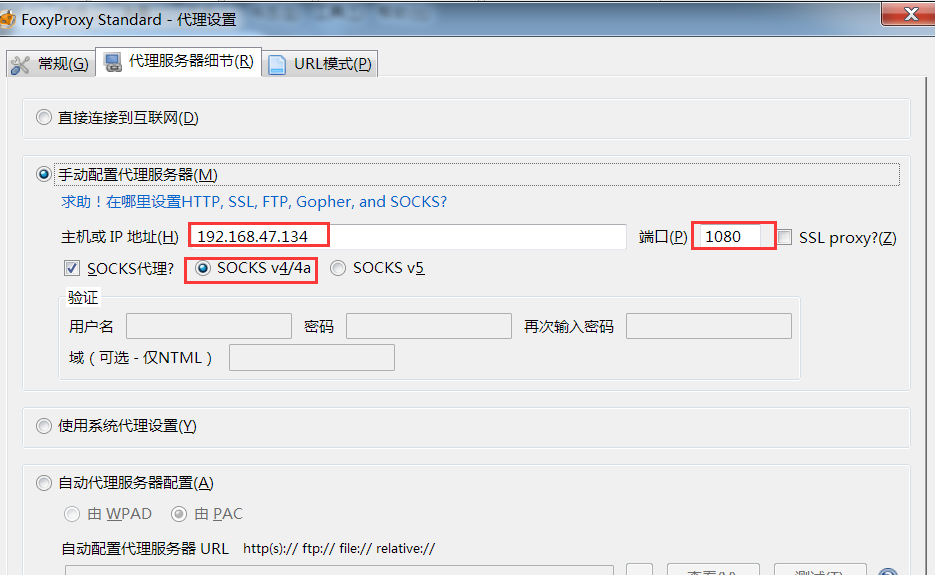 FoxyProxy Standard - 代理设置
常规(G) 代理服务器细节(R) URL模式(P)
直接连接到互联网(D)
手动配置代理服务器(M)
求助！在哪里设置HTTP, SSL, FTP, Gopher, and SOCKS?
主机或 IP 地址(H) 192.168.47.134 端口(P) 1080 SSL proxy?(Z)
SOCKS代理? SOCKS v4/4a SOCKS v5
验证
用户名 密码 再次输入密码
域 ( 可选 - 仅NTML )
使用系统代理设置(Y)
自动代理服务器配置(A)
由 WPAD 由 PAC
自动配置代理服务器 URL http(s):// ftp:// file:// relative://